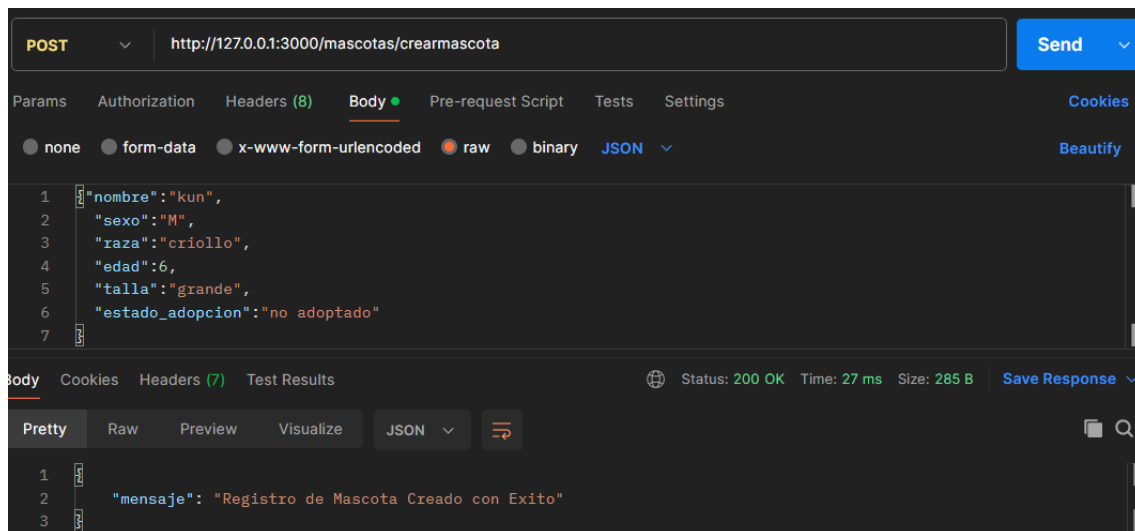 POST http://127.0.0.1:3000/mascotas/crearmascota Send
Params Authorization Headers (8) Body Pre-request Script Tests Settings Cookies
none form-data x-www-form-urlencoded raw binary JSON Beautify
1 {"nombre":"kun",
2 "sexo":"M",
3 "raza":"criollo",
4 "edad":6,
5 "talla":"grande",
6 "estado_adopcion":"no adoptado"
7 }
Body Cookies Headers (7) Test Results Status: 200 OK Time: 27 ms Size: 285 B Save Response
Pretty Raw Preview Visualize JSON
1 {
2 "mensaje": "Registro de Mascota Creado con Exito"
3 }